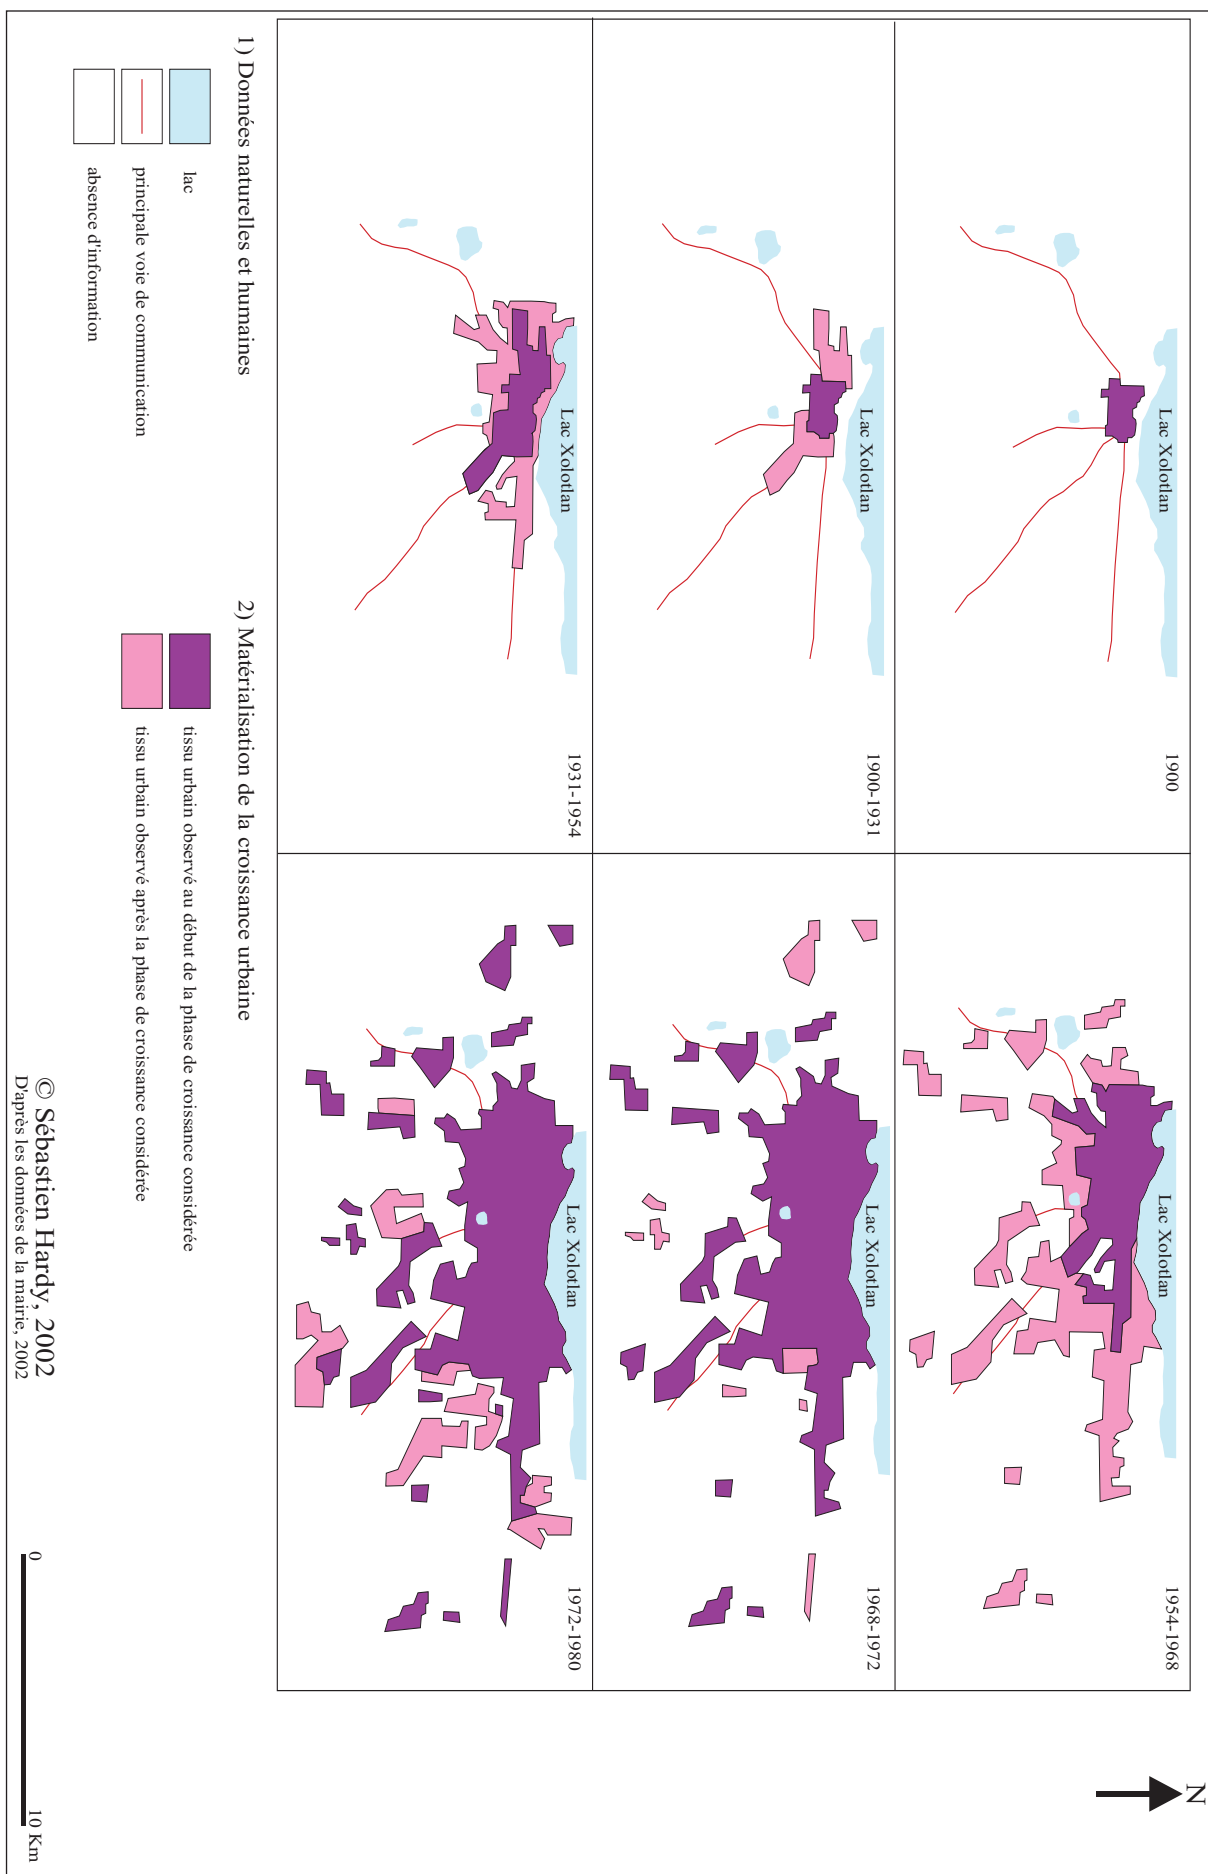 N
1900
Lac Xolotlan
1900-1931
Lac Xolotlan
1931-1954
Lac Xolotlan
1954-1968
Lac Xolotlan
1968-1972
Lac Xolotlan
1972-1980
Lac Xolotlan
1) Données naturelles et humaines
lac
principale voie de communication
absence d'information
2) Matérialisation de la croissance urbaine
tissu urbain observé au début de la phase de croissance considérée
tissu urbain observé après la phase de croissance considérée
0
10 Km
© Sébastien Hardy, 2002
D'après les données de la mairie, 2002